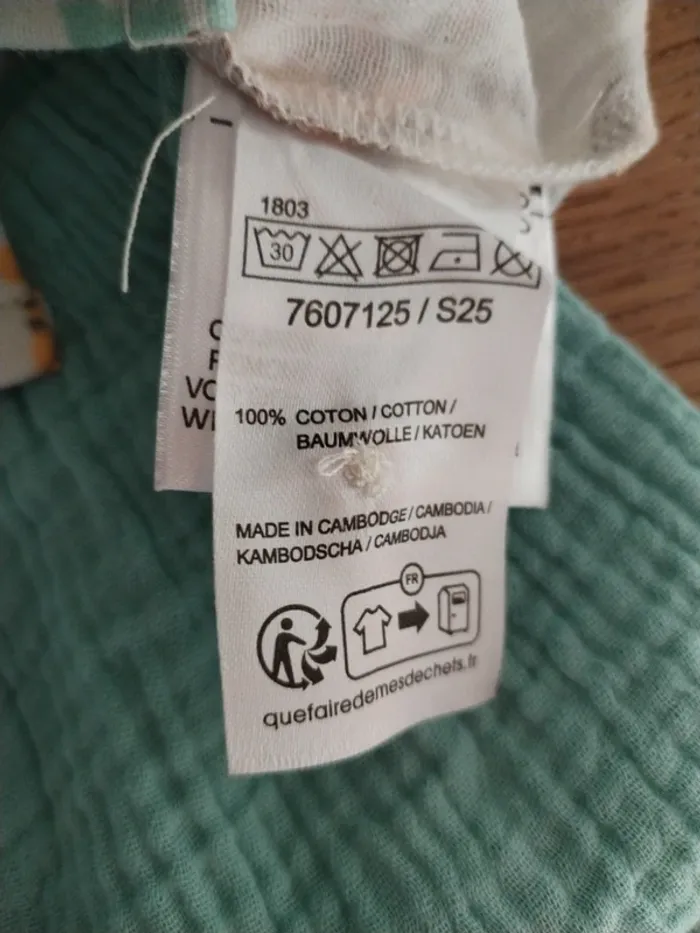 1803
30
7607125 / S25
100% COTON / COTTON /
BAUMWOLLE / KATOEN
MADE IN CAMBODGE / CAMBODIA /
KAMBODSCHA / CAMBODJA
FR
quefairedemesdechets.fr